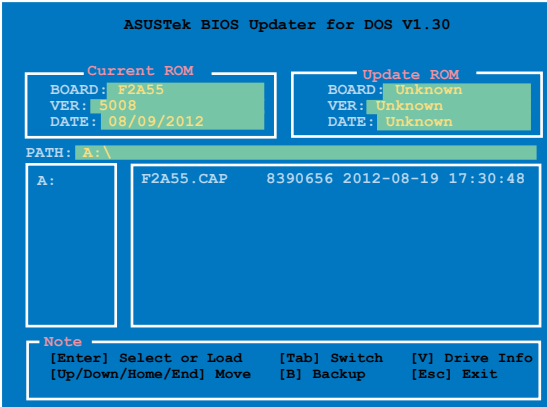 ASUSTek BIOS Updater for DOS V1.30
Current ROM
BOARD: F2A55
VER: 5008
DATE: 08/09/2012
Update ROM
BOARD: Unknown
VER: Unknown
DATE: Unknown
PATH: A:\
A:
F2A55.CAP 8390656 2012-08-19 17:30:48
Note
[Enter] Select or Load [Tab] Switch [V] Drive Info
[Up/Down/Home/End] Move [B] Backup [Esc] Exit